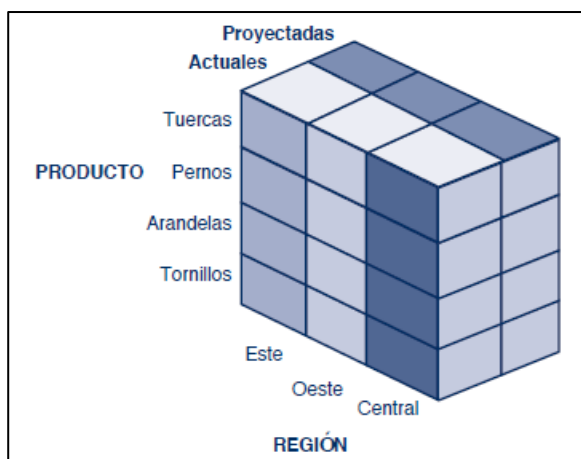 Proyectadas
Actuales
Tuercas
PRODUCTO Pernos
Arandelas
Tornillos
Este
Oeste
Central
REGIÓN